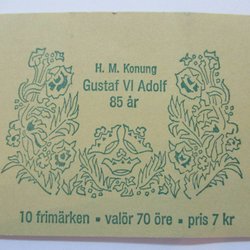 H. M. Konung
Gustaf VI Adolf
85 år
10 frimärken ▪ valör 70 öre ▪ pris 7 kr